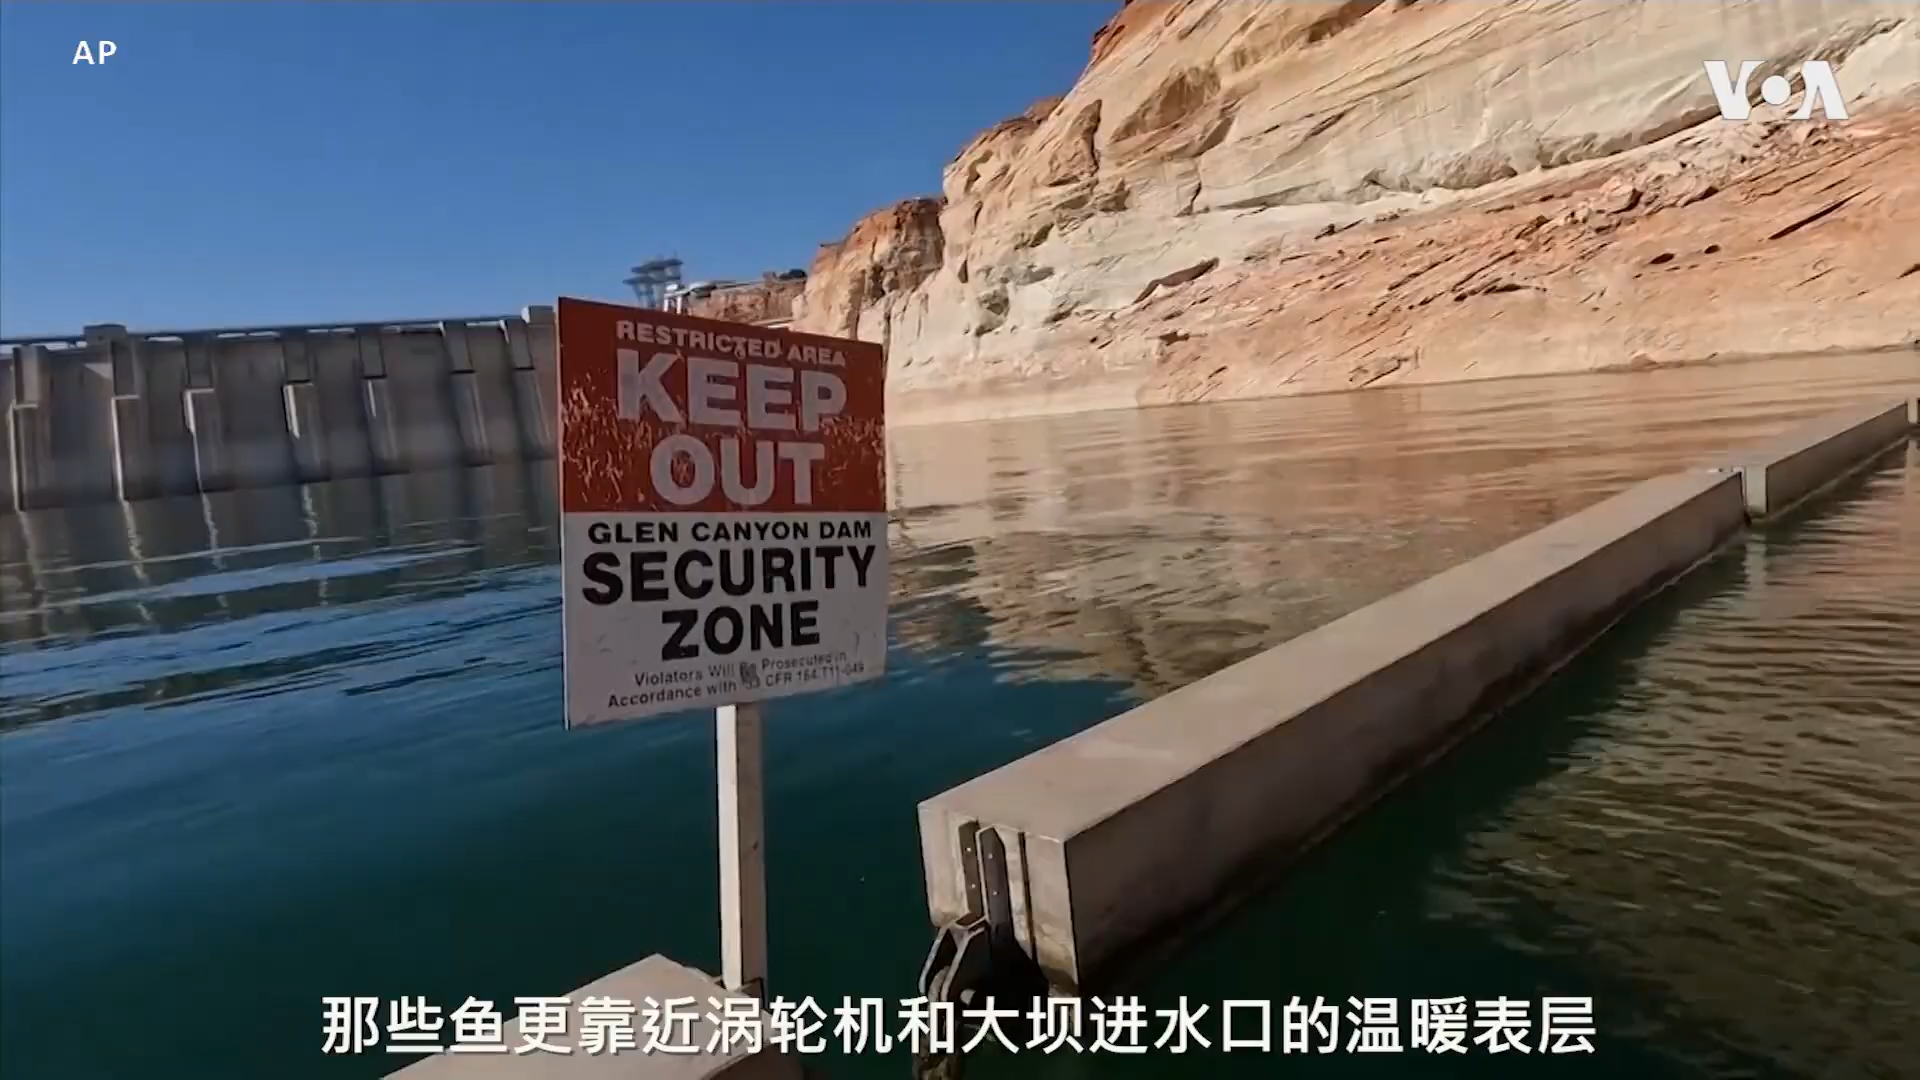 AP
VOA
RESTRICTED AREA
KEEP
OUT
GLEN CANYON DAM
SECURITY
ZONE
Violators Will Be Prosecuted in
Accordance with 33 CFR 164.T11-049
那些鱼更靠近涡轮机和大坝进水口的温暖表层